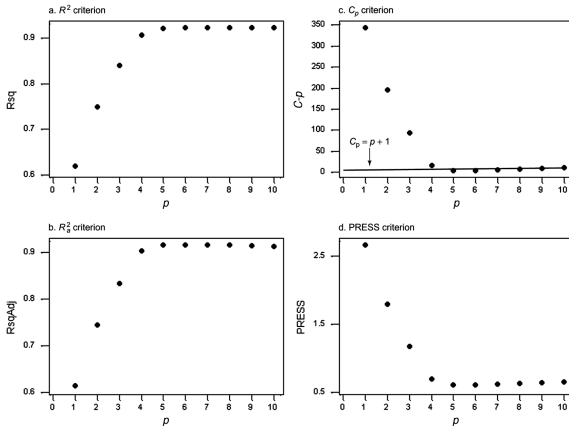 a. R² criterion
Rsq
0.9
0.8
0.7
0.6
0 1 2 3 4 5 6 7 8 9 10
p
c. Cₚ criterion
C-p
350
300
250
200
150
100
50
0
Cₚ = p + 1
0 1 2 3 4 5 6 7 8 9 10
p
b. R²ₐ criterion
RsqAdj
0.9
0.8
0.7
0.6
0 1 2 3 4 5 6 7 8 9 10
p
d. PRESS criterion
PRESS
2.5
1.5
0.5
0 1 2 3 4 5 6 7 8 9 10
p